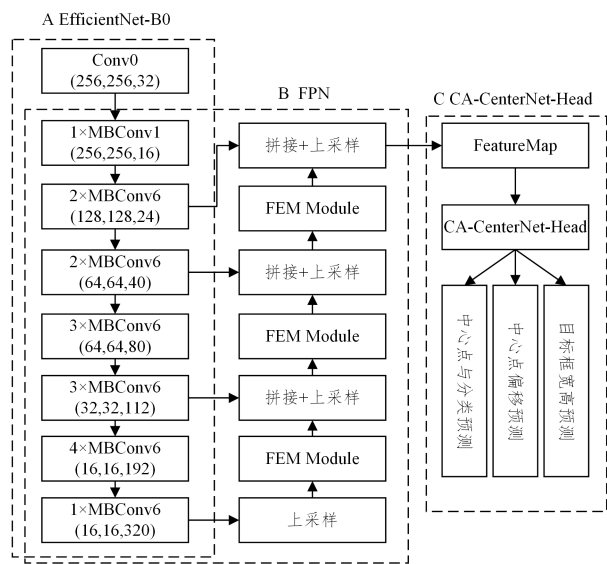 A EfficientNet-B0
Conv0
(256,256,32)
1×MBConv1
(256,256,16)
2×MBConv6
(128,128,24)
2×MBConv6
(64,64,40)
3×MBConv6
(64,64,80)
3×MBConv6
(32,32,112)
4×MBConv6
(16,16,192)
1×MBConv6
(16,16,320)
B FPN
拼接+上采样
FEM Module
拼接+上采样
FEM Module
拼接+上采样
FEM Module
上采样
C CA-CenterNet-Head
FeatureMap
CA-CenterNet-Head
中心点与分类预测
中心点偏移预测
目标框宽高预测